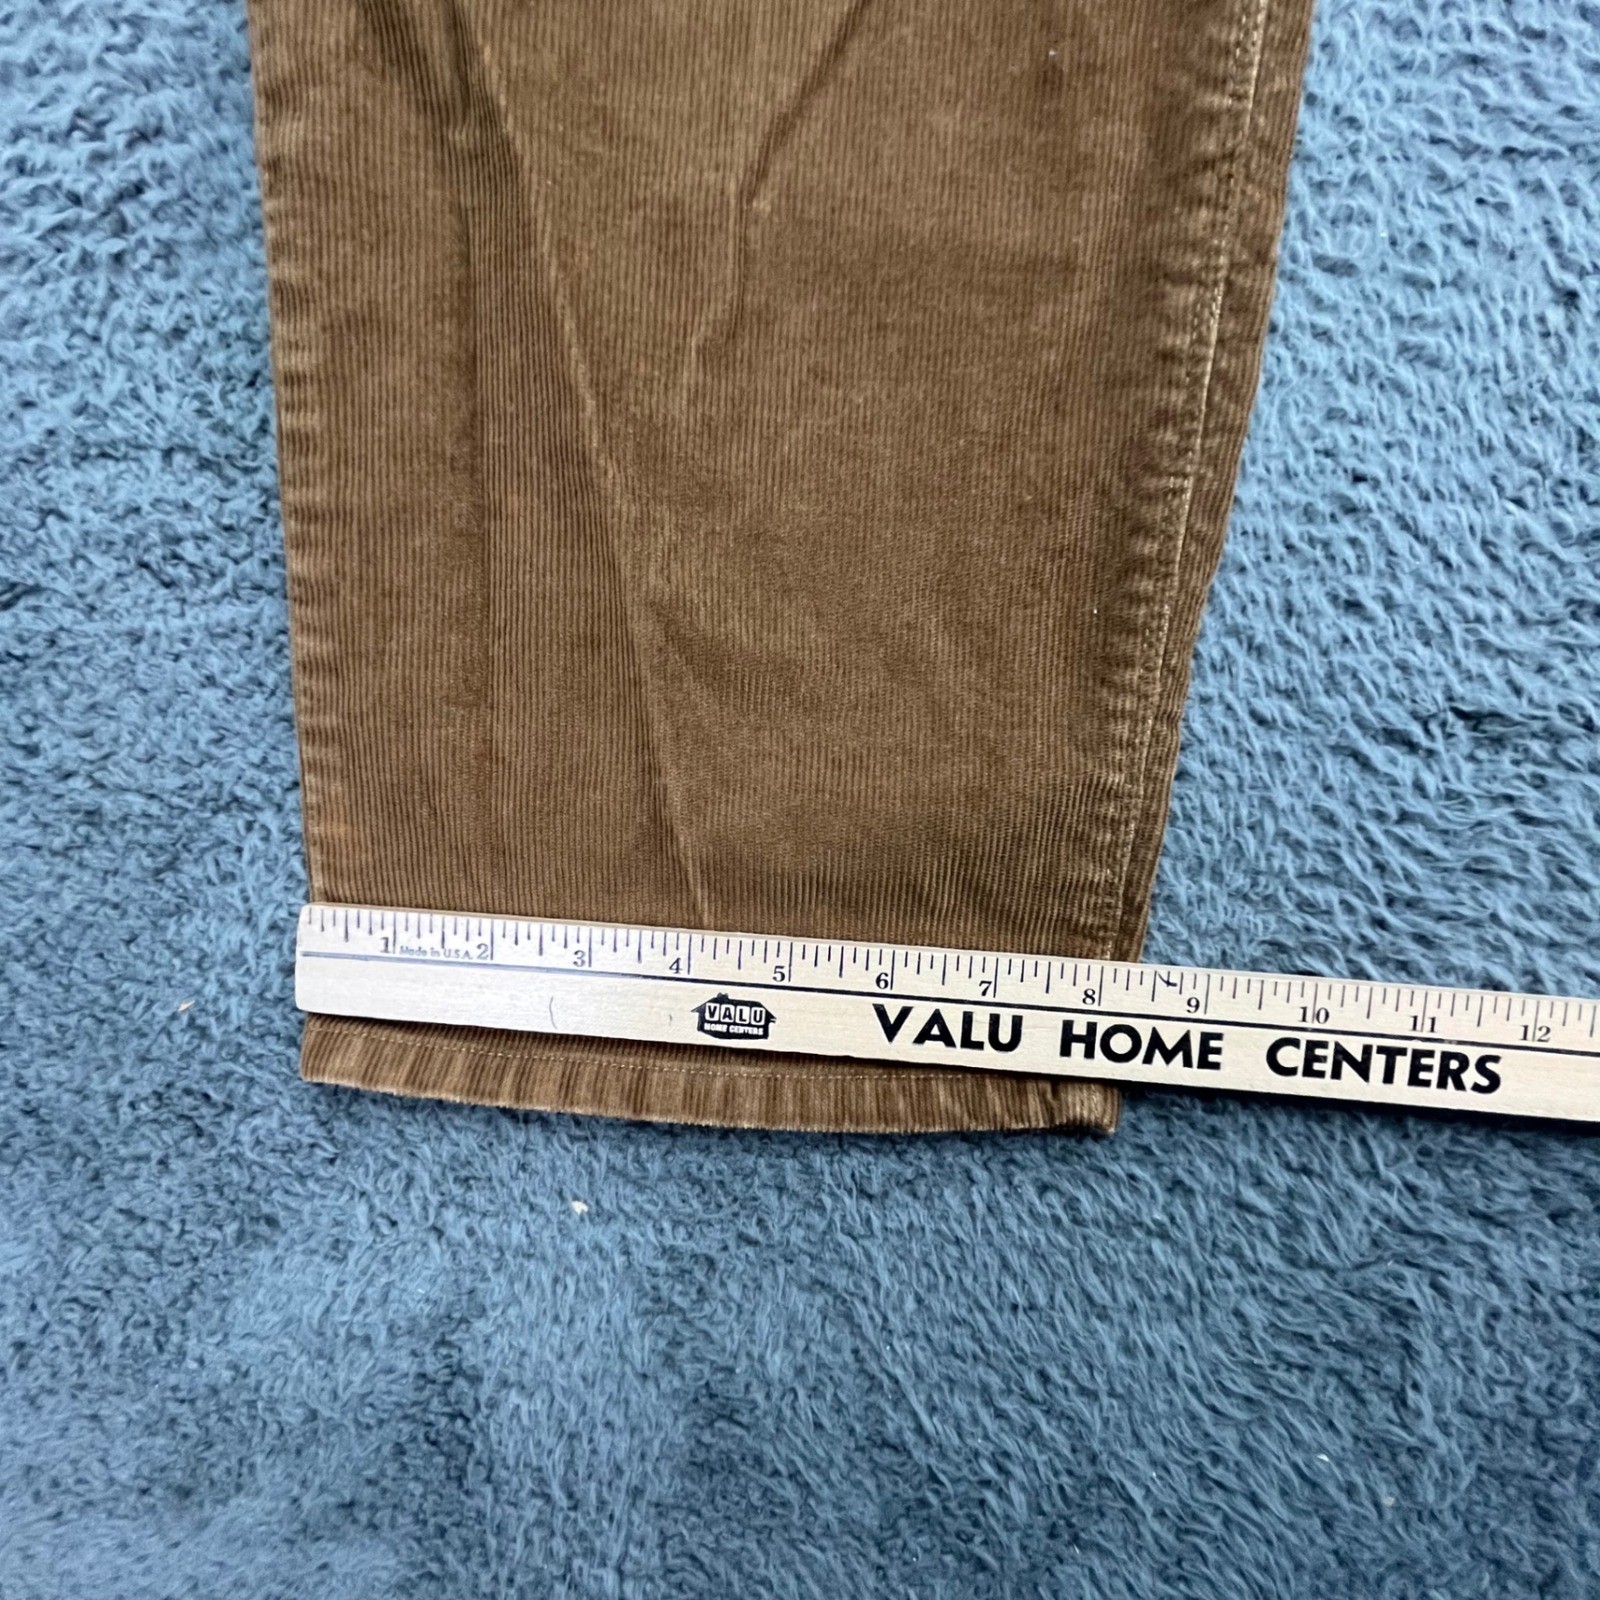 1 Made in U.S.A. 2 3 4 5 6 7 8 9 10 11 12
VALU
HOME CENTERS
VALU HOME CENTERS